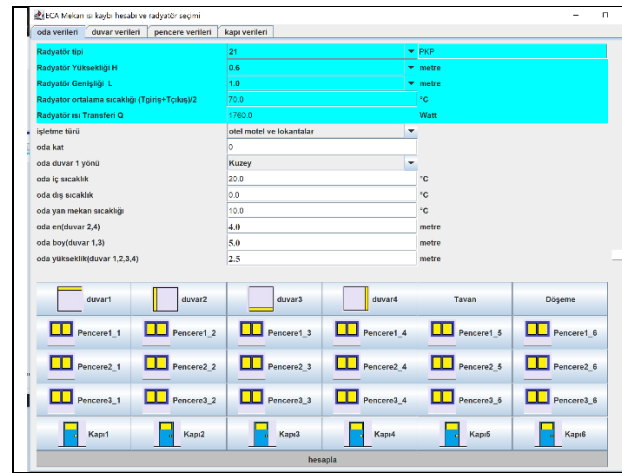 ECA Mekan ısı kaybı hesabı ve radyatör seçimi
oda verileri duvar verileri pencere verileri kapı verileri
Radyatör tipi 21 PKP
Radyatör Yüksekliği H 0.6 metre
Radyatör Genişliği L 1.0 metre
Radyator ortalama sıcaklığı (Tgiriş+Tçıkış)/2 70.0 °C
Radyatör ısı Transferi Q 1760.0 Watt
işletme türü otel motel ve lokantalar
oda kat 0
oda duvar 1 yönü Kuzey
oda iç sıcaklık 20.0 °C
oda dış sıcaklık 0.0 °C
oda yan mekan sıcaklığı 10.0 °C
oda en(duvar 2,4) 4.0 metre
oda boy(duvar 1,3) 5.0 metre
oda yükseklik(duvar 1,2,3,4) 2.5 metre
duvar1 duvar2 duvar3 duvar4 Tavan Döşeme
Pencere1_1 Pencere1_2 Pencere1_3 Pencere1_4 Pencere1_5 Pencere1_6
Pencere2_1 Pencere2_2 Pencere2_3 Pencere2_4 Pencere2_5 Pencere2_6
Pencere3_1 Pencere3_2 Pencere3_3 Pencere3_4 Pencere3_5 Pencere3_6
Kapı1 Kapı2 Kapı3 Kapı4 Kapı5 Kapı6
hesapla